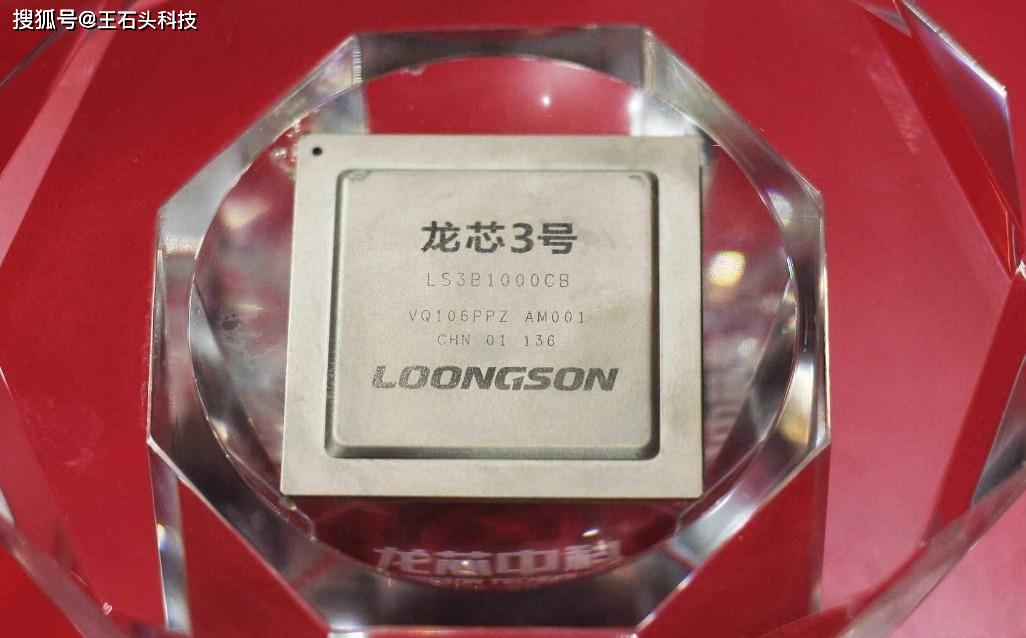 搜狐号@王石头科技
龙芯3号
LS3B1000CB
VQ106PPZ AM001
CHN 01 136
LOONGSON
龙芯中科